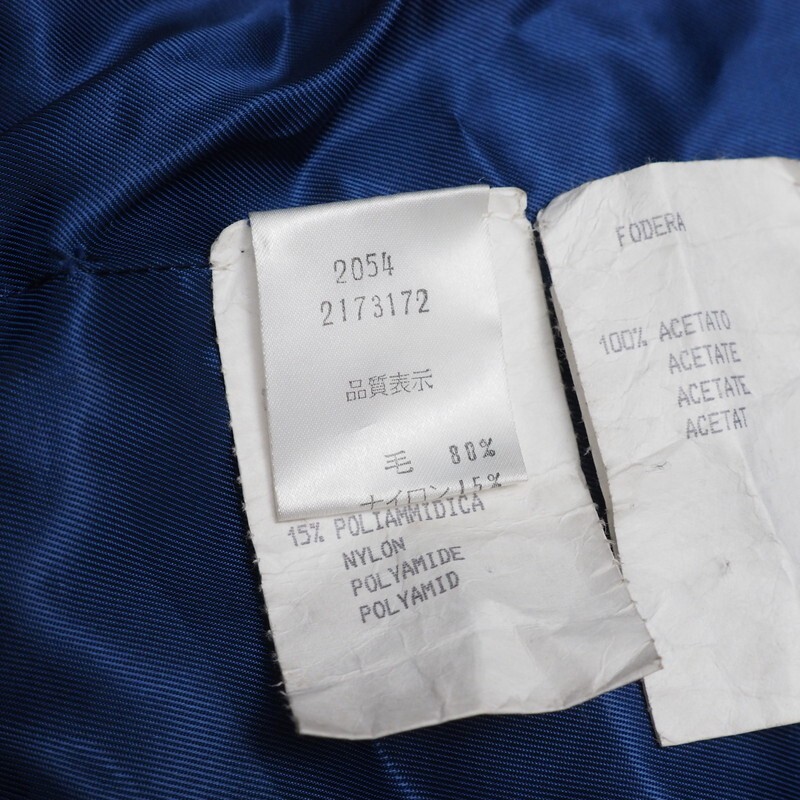 2054
2173172
品質表示
毛 80%
ナイロン15%
15% POLIAMMIDICA
NYLON
POLYAMIDE
POLYAMID
FODERA
100% ACETATO
ACETATE
ACETATE
ACETAT